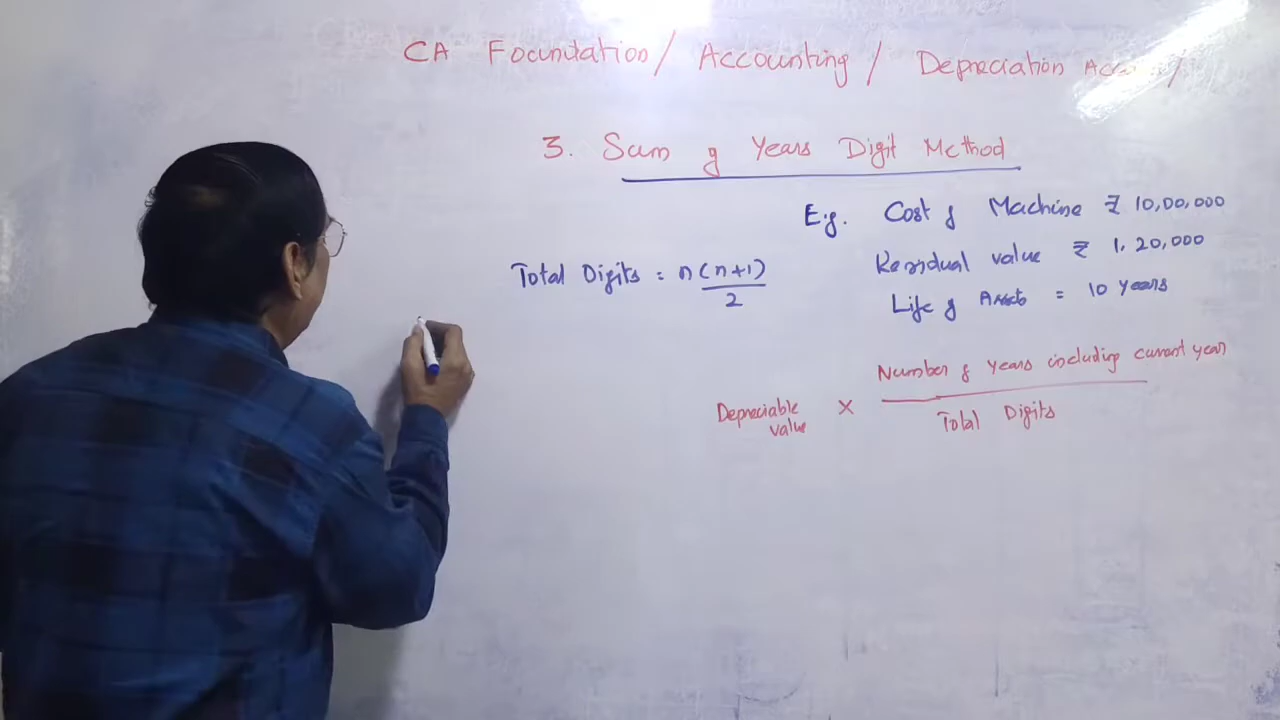 CA Foundation / Accounting / Depreciation
3. Sum of Years Digit Method
Eg. Cost of Machine ₹ 10,00,000
Residual value ₹ 1,20,000
Life of Assets = 10 years
Total Digits = n(n+1)
2
Number of years including current year
Depreciable value ×
Total Digits